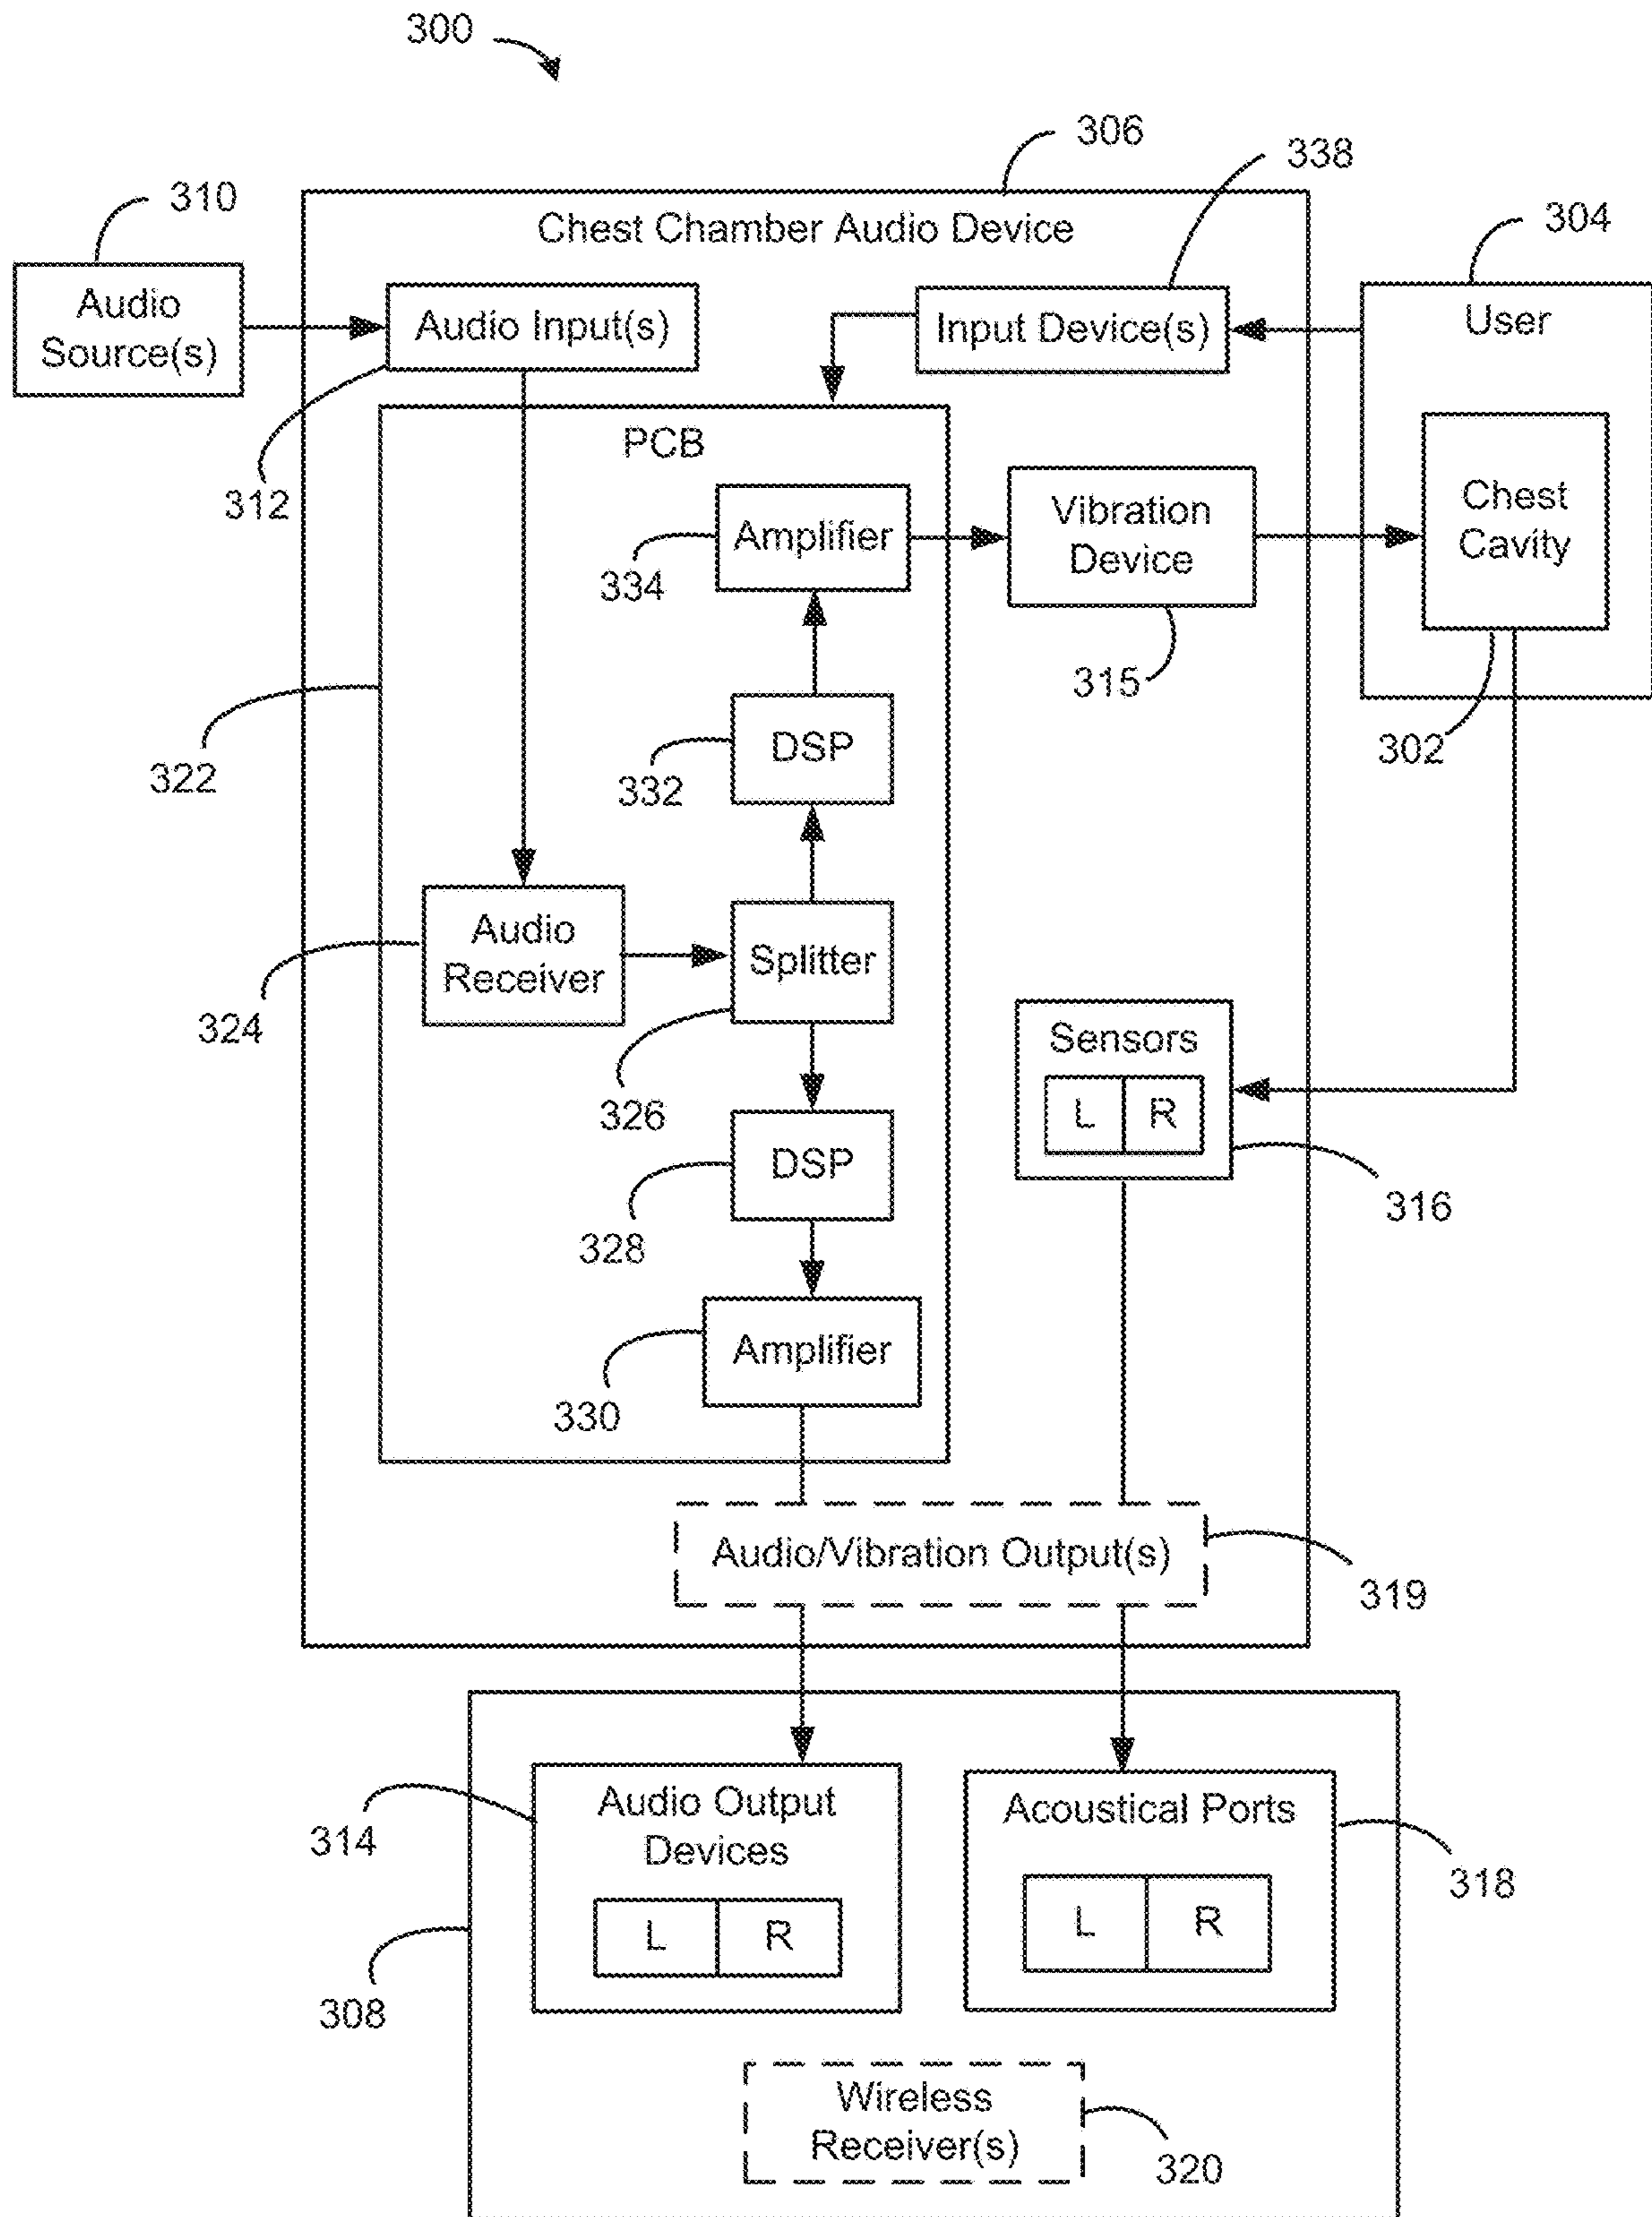 300
306
338
310
304
Chest Chamber Audio Device
Audio
Source(s)
Audio Input(s)
Input Device(s)
User
312
PCB
Amplifier
334
Vibration
Device
315
Chest
Cavity
302
322
DSP
332
Audio
Receiver
324
Splitter
326
Sensors
L R
316
DSP
328
Amplifier
330
Audio/Vibration Output(s)
319
Audio Output
Devices
L R
314
Acoustical Ports
L R
318
308
Wireless
Receiver(s)
320